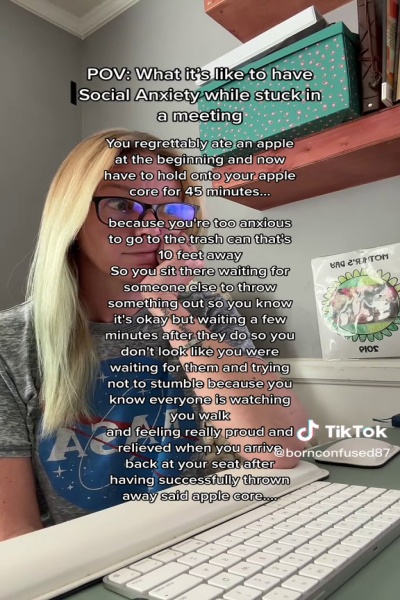 POV: What it's like to have
Social Anxiety while stuck in
a meeting
You regrettably ate an apple
at the beginning and now
have to hold onto your apple
core for 45 minutes...
because you're too anxious
to go to the trash can that's
10 feet away
So you sit there waiting for
someone else to throw
something out so you know
it's okay but waiting a few
minutes after they do so you
don't look like you were
waiting for them and trying
not to stumble because you
know everyone is watching
you walk
and feeling really proud and
relieved when you arrive
back at your seat after
having successfully thrown
away said apple core....
MOTHER'S DAY
2019
NASA
TikTok
@bornconfused87